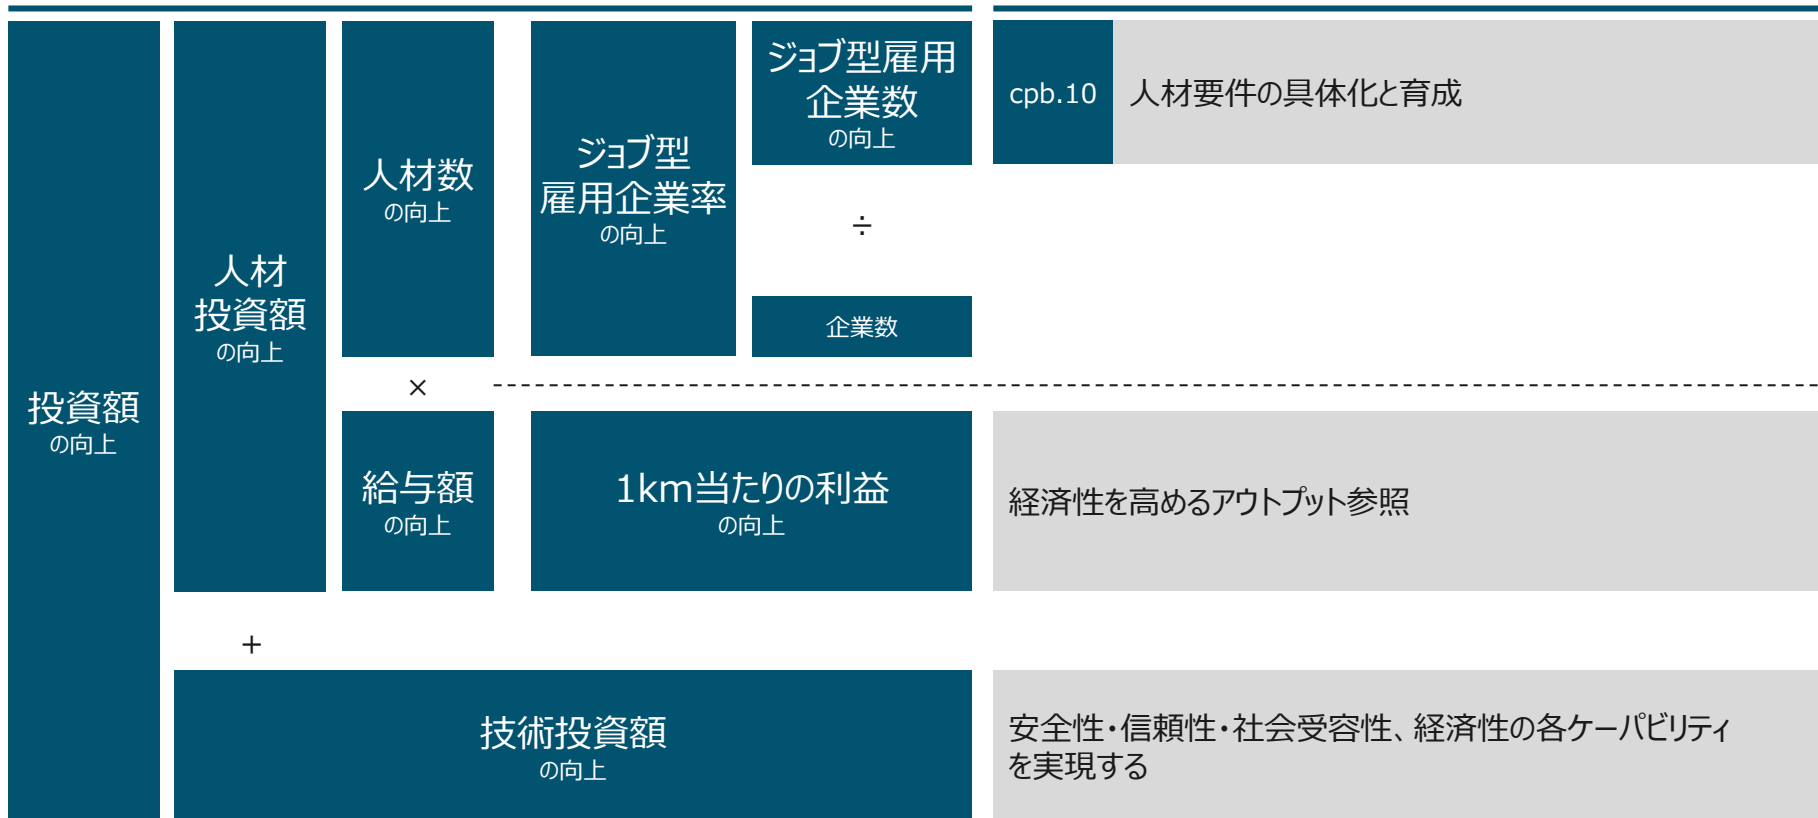 投資額
の向上
人材
投資額
の向上
人材数
の向上
×
給与額
の向上
ジョブ型
雇用企業率
の向上
ジョブ型雇用
企業数
の向上
÷
企業数
1km当たりの利益
の向上
+
技術投資額
の向上
cpb.10
人材要件の具体化と育成
経済性を高めるアウトプット参照
安全性・信頼性・社会受容性、経済性の各ケーパビリティ
を実現する